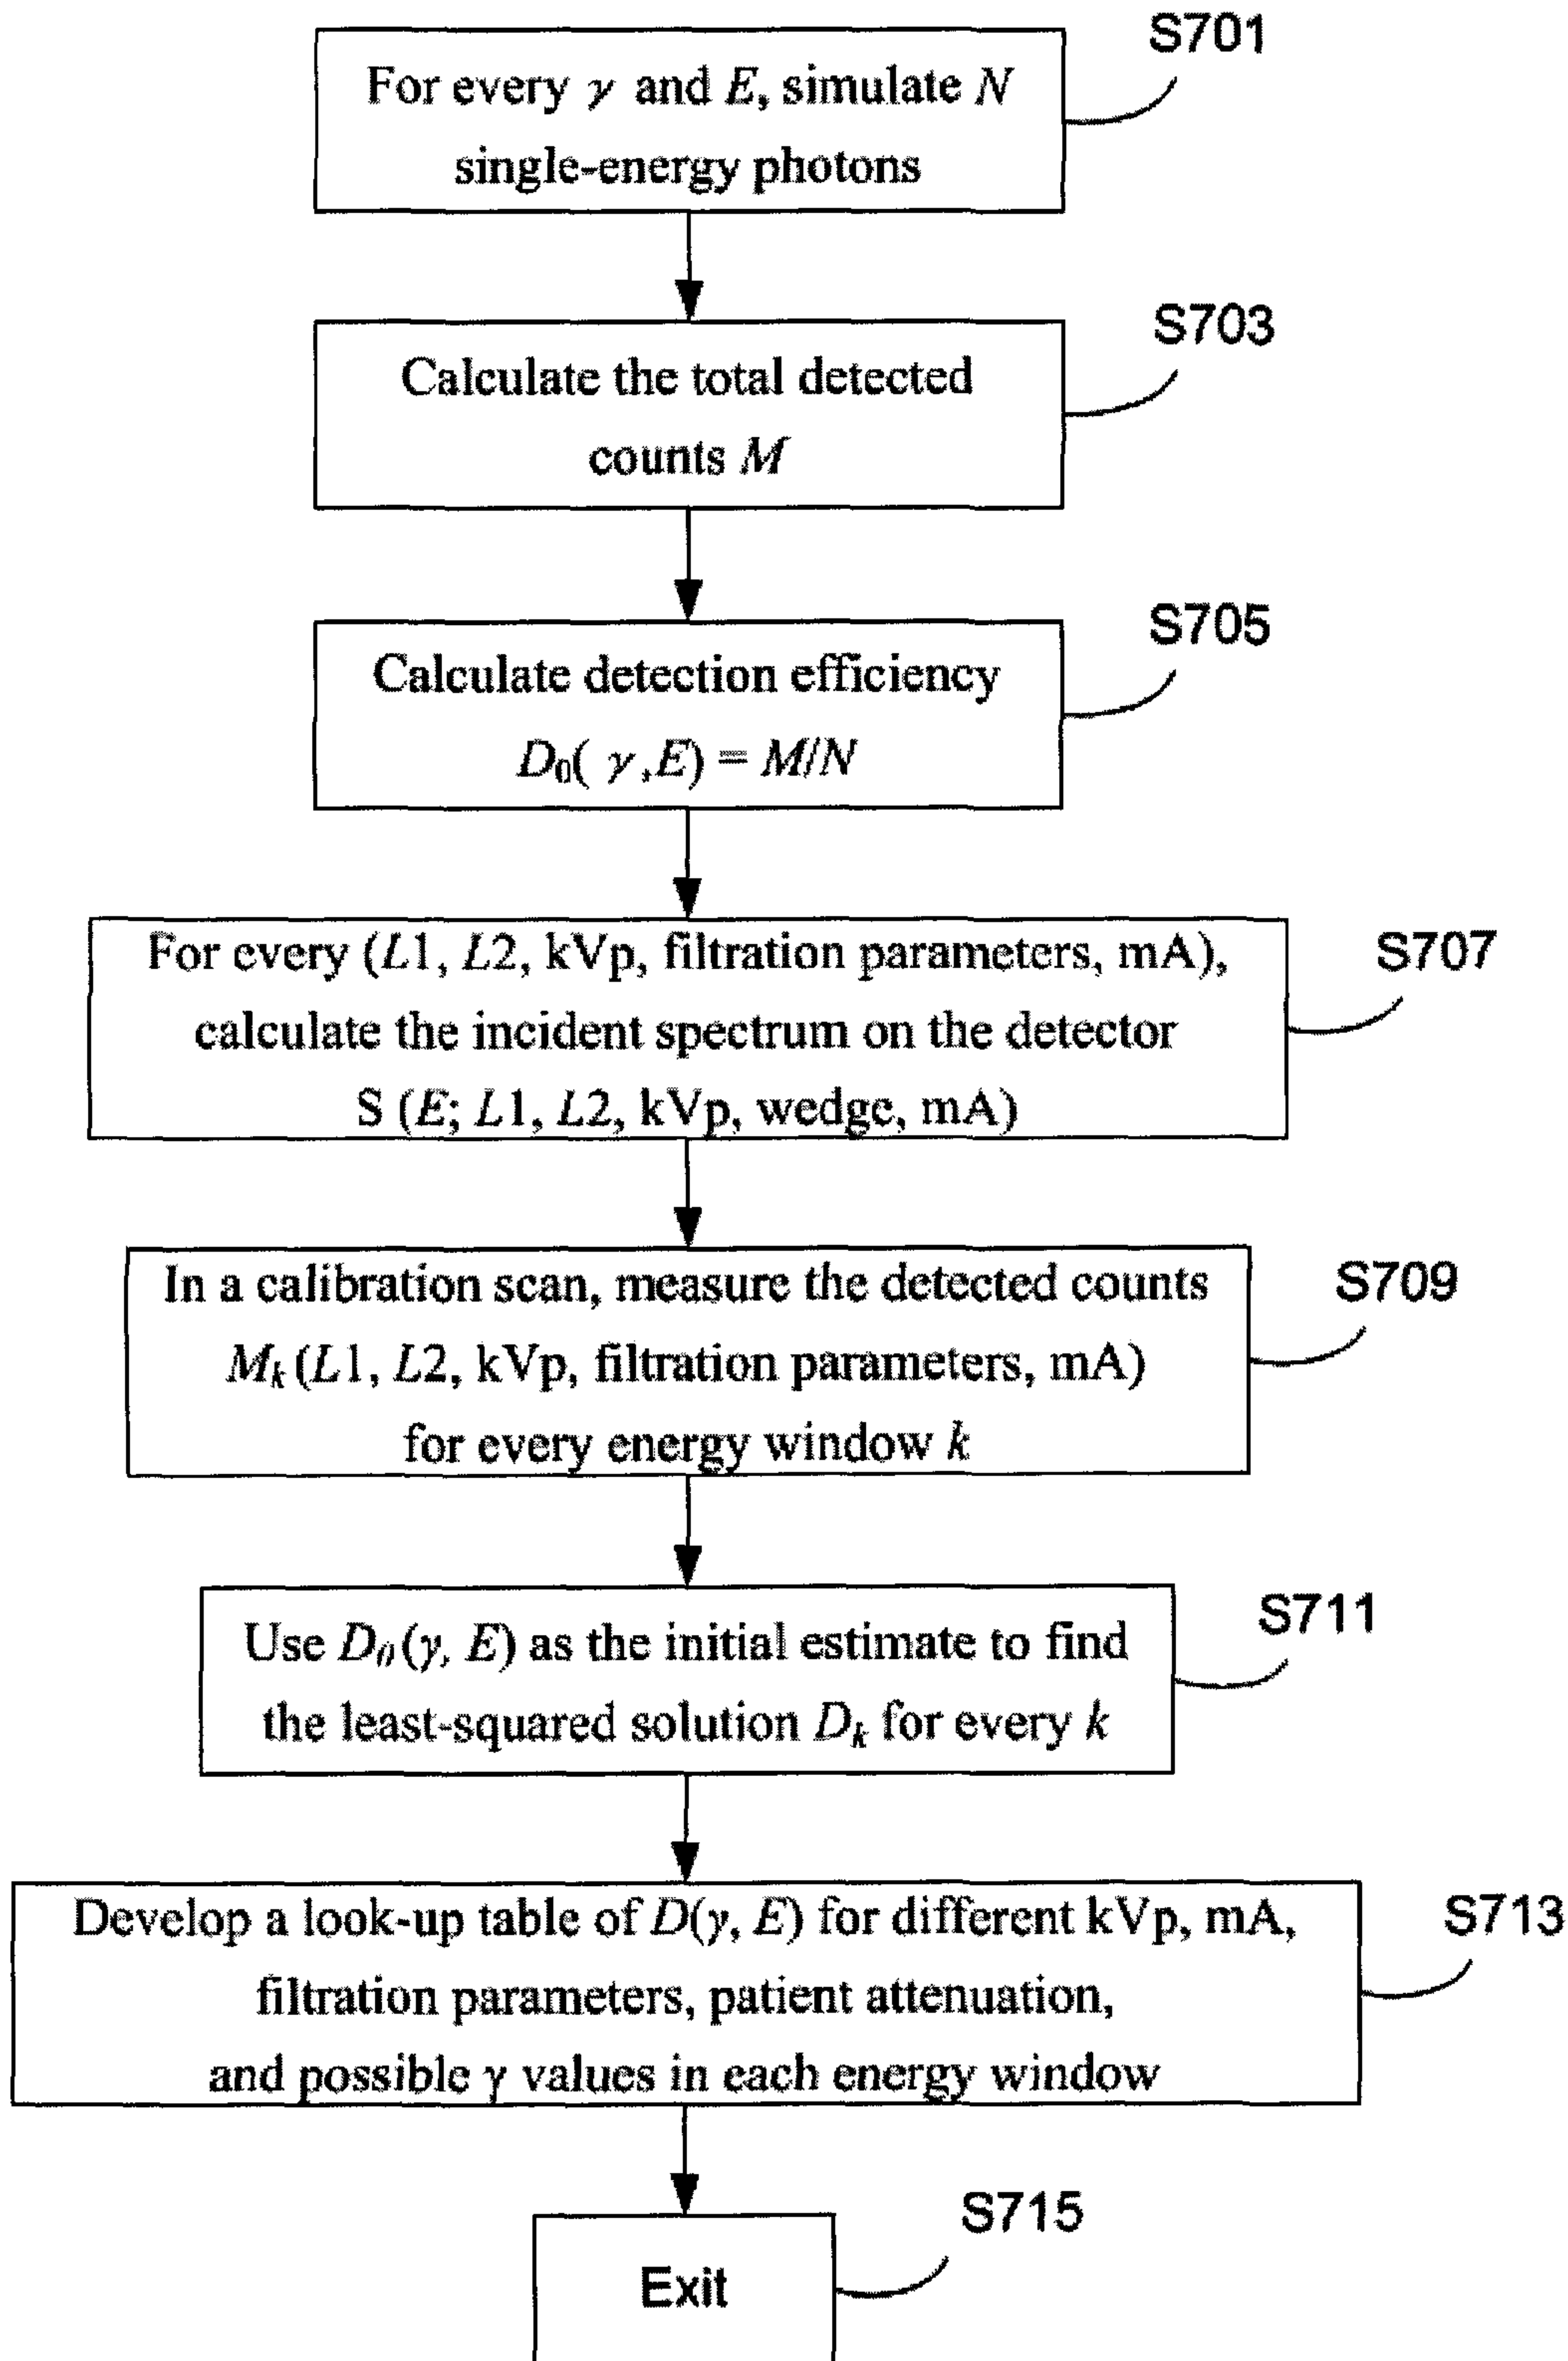 S701
For every γ and E, simulate N
single-energy photons
S703
Calculate the total detected
counts M
S705
Calculate detection efficiency
D₀( γ,E) = M/N
S707
For every (L1, L2, kVp, filtration parameters, mA),
calculate the incident spectrum on the detector
S (E; L1, L2, kVp, wedge, mA)
S709
In a calibration scan, measure the detected counts
Mₖ(L1, L2, kVp, filtration parameters, mA)
for every energy window k
S711
Use D₀(γ, E) as the initial estimate to find
the least-squared solution Dₖ for every k
S713
Develop a look-up table of D(γ, E) for different kVp, mA,
filtration parameters, patient attenuation,
and possible γ values in each energy window
S715
Exit